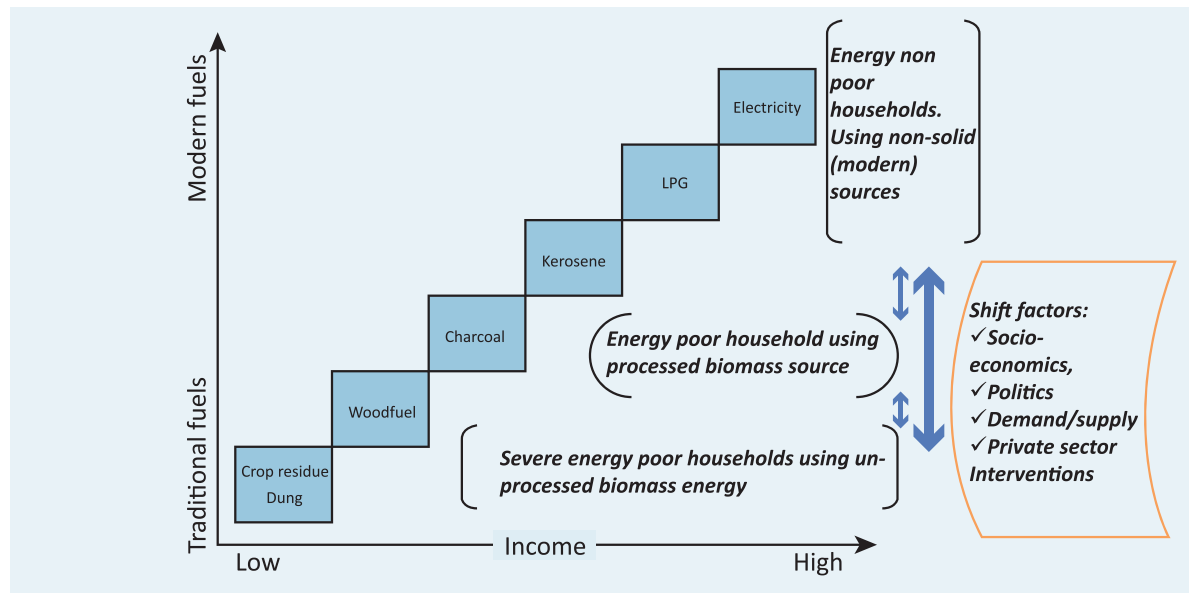 Modern fuels
Traditional fuels
Electricity
LPG
Kerosene
Charcoal
Woodfuel
Crop residue
Dung
Low
Income
High
Energy non
poor
households.
Using non-solid
(modern)
sources
Energy poor household using
processed biomass source
Severe energy poor households using un-
processed biomass energy
Shift factors:
✓Socio-
economics,
✓Politics
✓Demand/supply
✓Private sector
Interventions